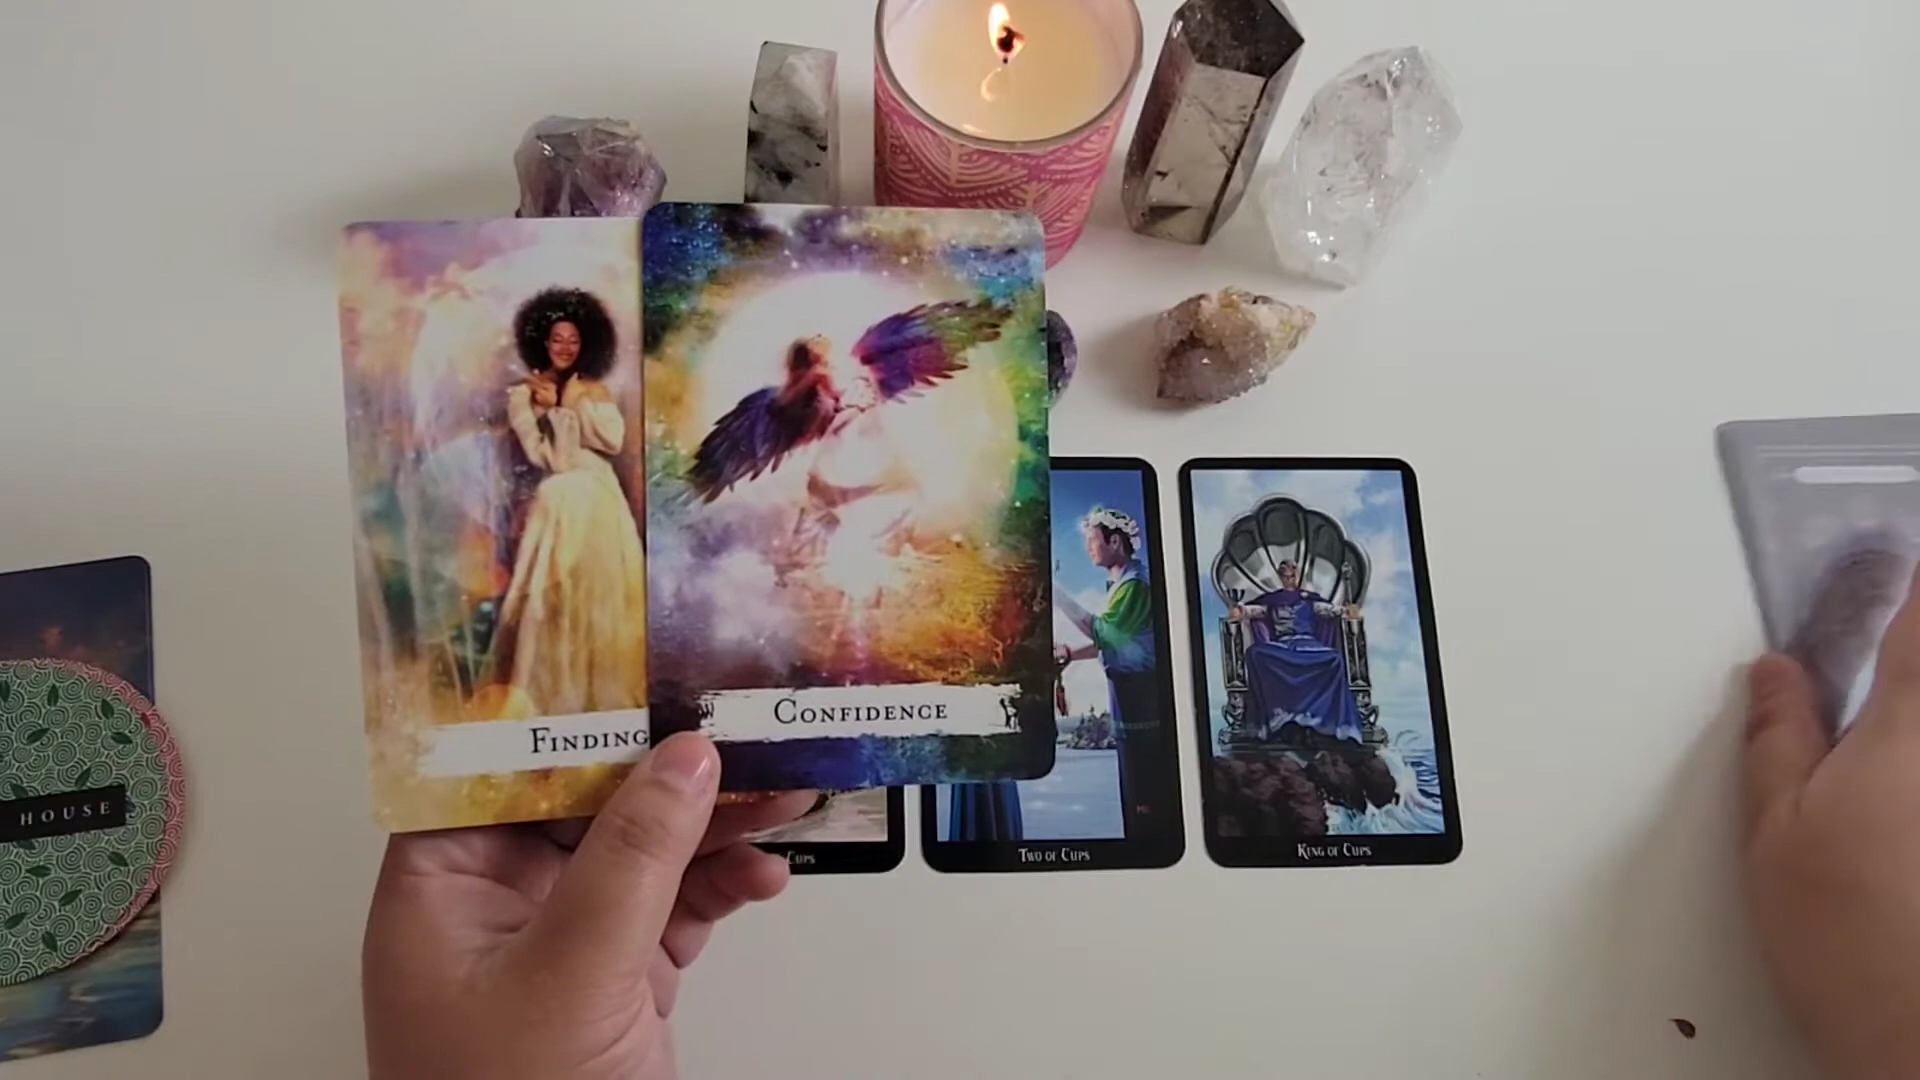 FINDING
CONFIDENCE
HOUSE
CUPS
TWO OF CUPS
KING OF CUPS